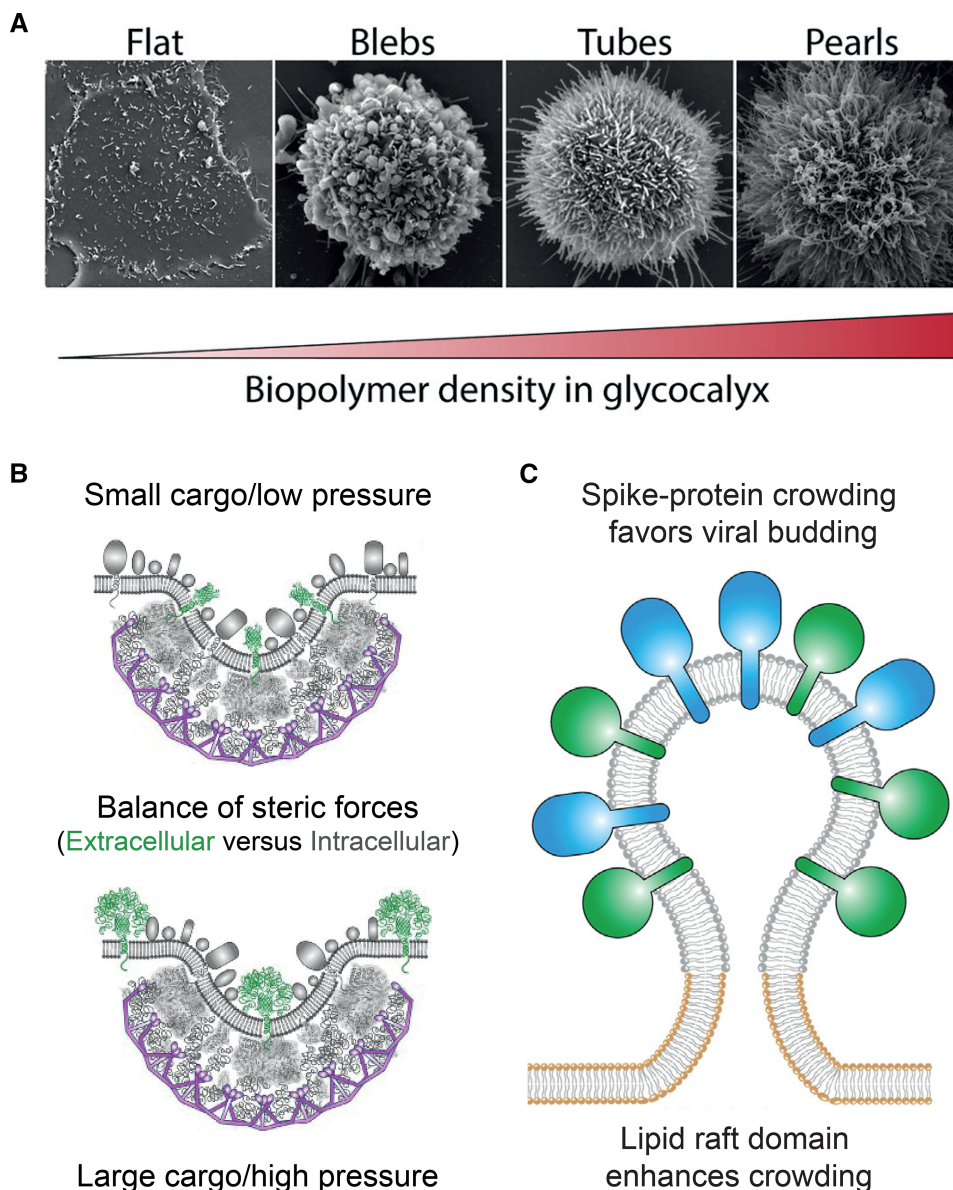 A
Flat
Blebs
Tubes
Pearls
Biopolymer density in glycocalyx
B
Small cargo/low pressure
Balance of steric forces
(Extracellular versus Intracellular)
Large cargo/high pressure
C
Spike-protein crowding
favors viral budding
Lipid raft domain
enhances crowding